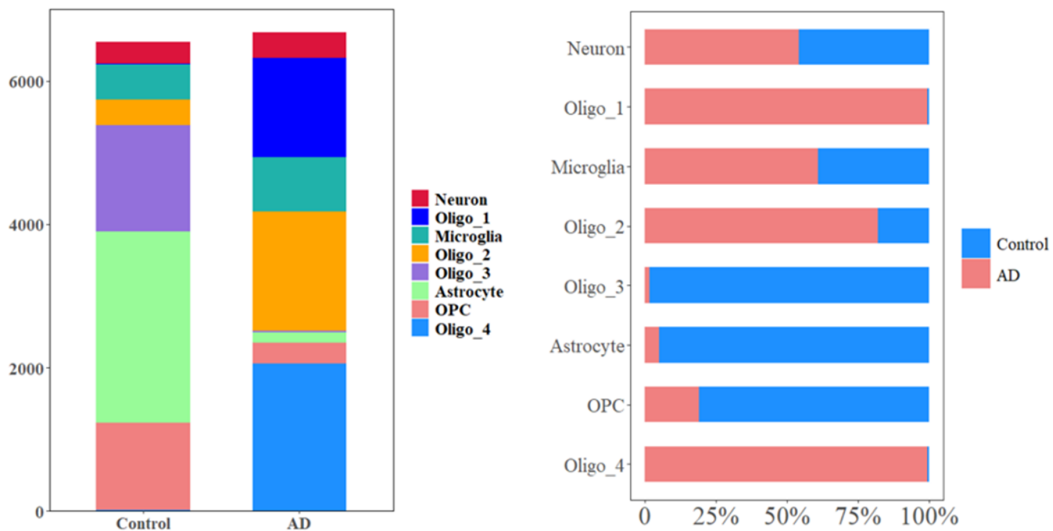 6000
4000
2000
0
Control
AD
Neuron
Oligo_1
Microglia
Oligo_2
Oligo_3
Astrocyte
OPC
Oligo_4
Neuron
Oligo_1
Microglia
Oligo_2
Oligo_3
Astrocyte
OPC
Oligo_4
0 25% 50% 75% 100%
Control
AD